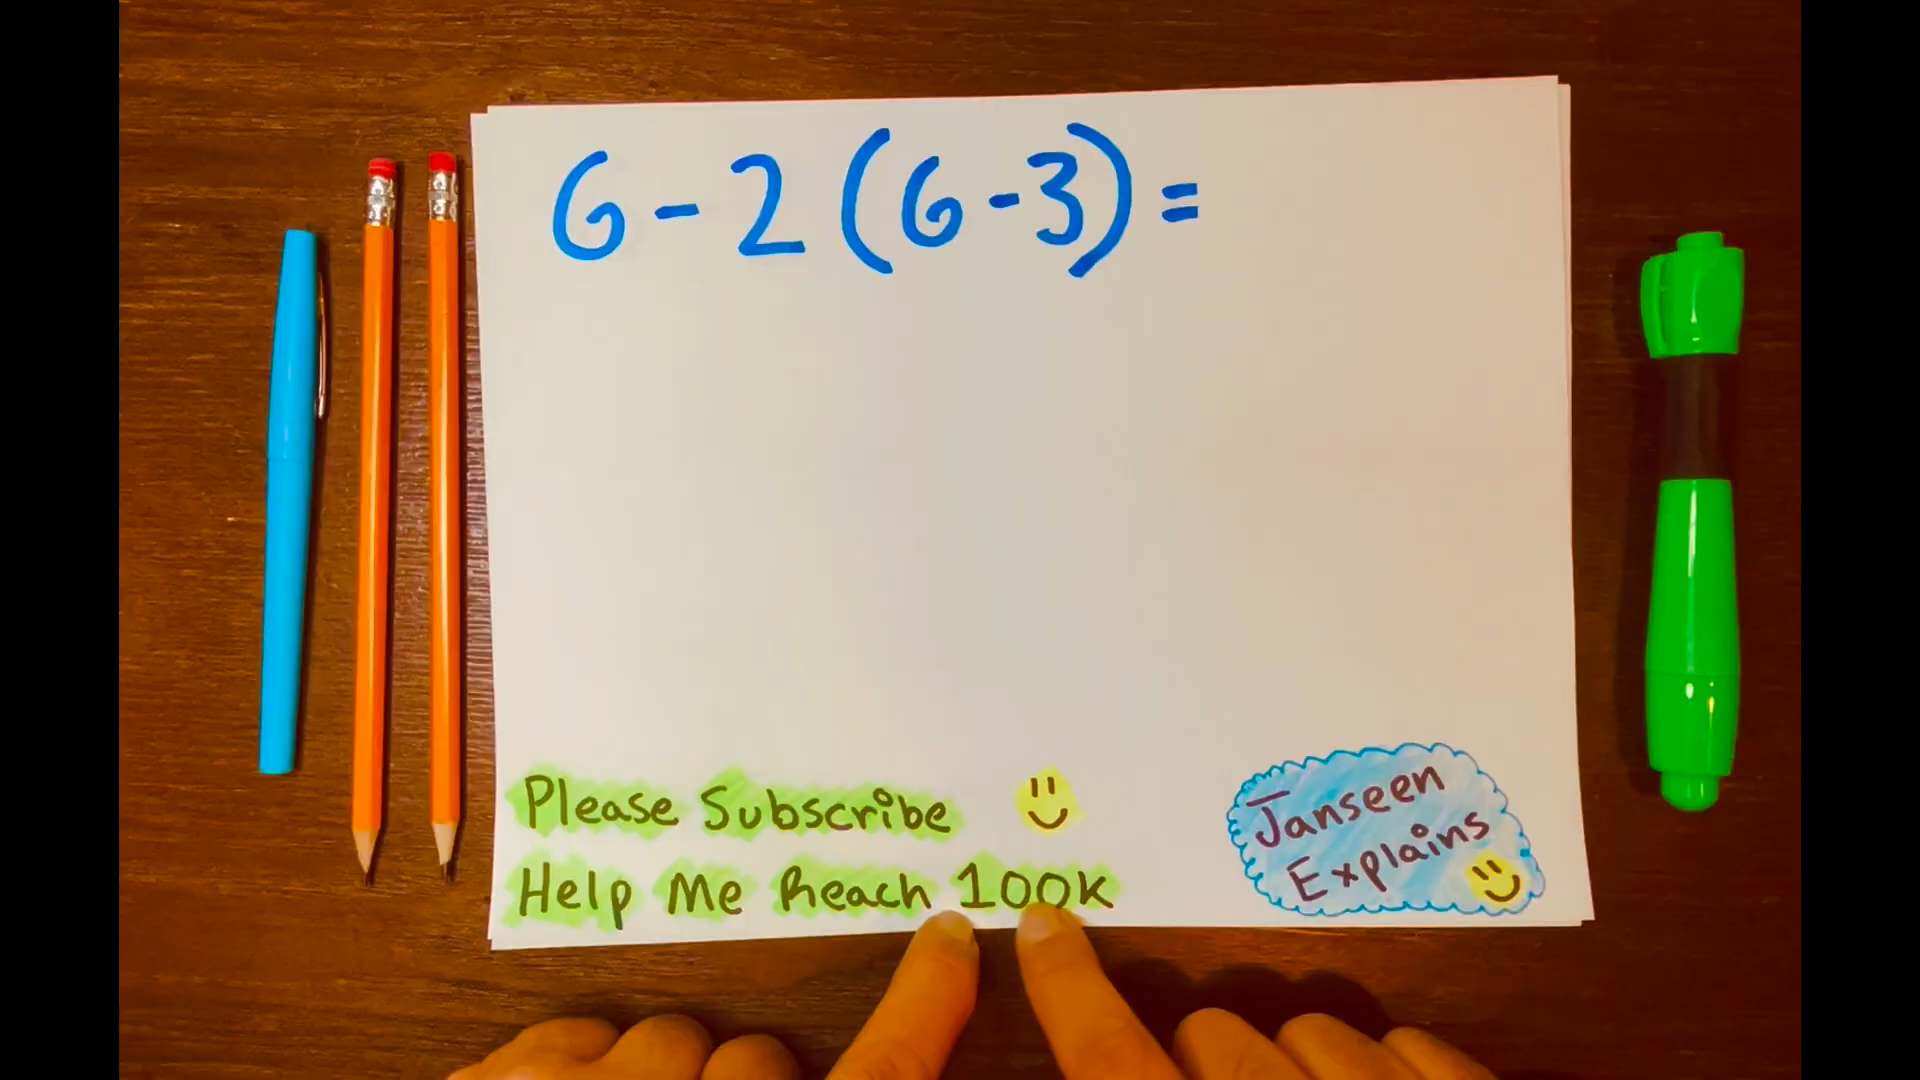 6 - 2 (6 - 3) =
Please Subscribe
Help Me Reach 100K
Janseen
Explains